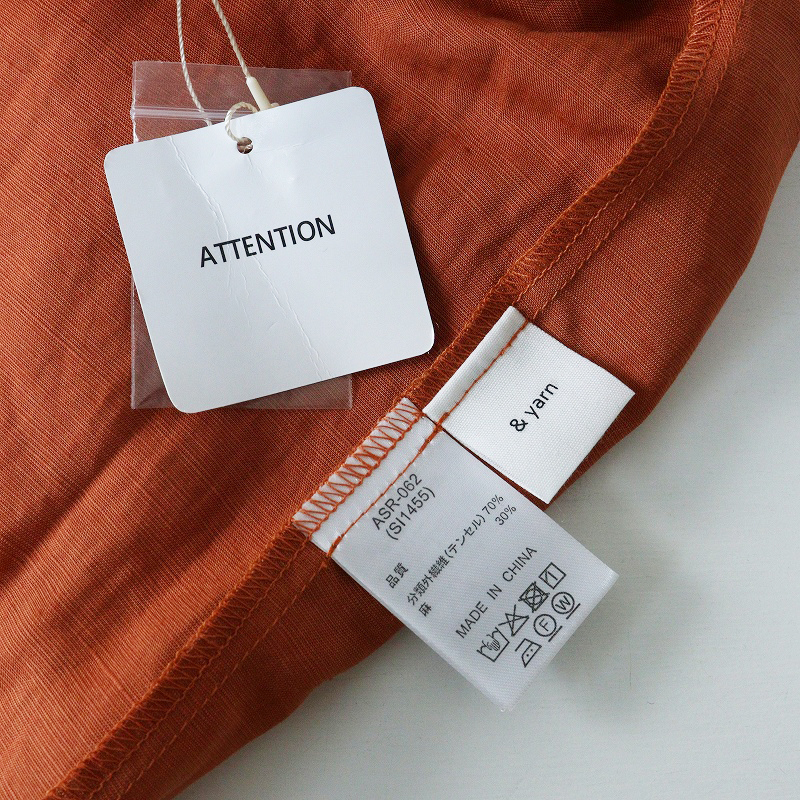 ATTENTION
& yarn
ASR-062
(SI1455)
品質
分類外繊維(テンセル) 70%
麻 30%
MADE IN CHINA
F W